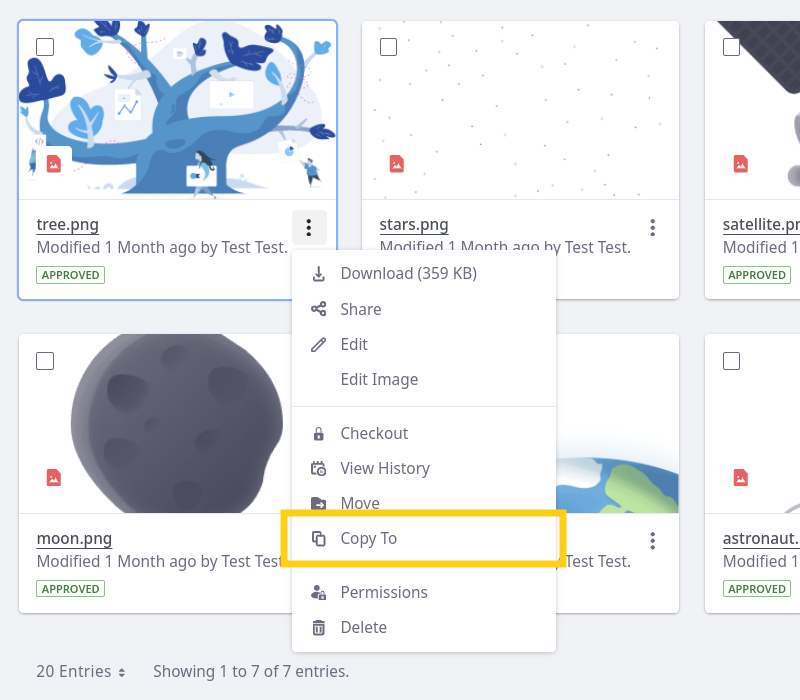 tree.png
Modified 1 Month ago by Test Test.
APPROVED
stars.png
Modified 1 Month ago by Test Test.
satellite.pr
Modified 1
APPROVED
Download (359 KB)
Share
Edit
Edit Image
Checkout
View History
Move
Copy To
Permissions
Delete
moon.png
Modified 1 Month ago by Test Test
APPROVED
Test Test.
astronaut.
Modified 1
APPROVED
20 Entries
Showing 1 to 7 of 7 entries.